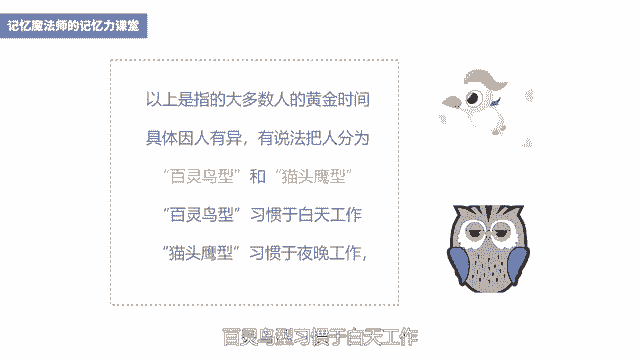 记忆魔法师的记忆力课堂
以上是指的大多数人的黄金时间
具体因人有异，有说法把人分为
“百灵鸟型”和“猫头鹰型”
“百灵鸟型”习惯于白天工作
“猫头鹰型”习惯于夜晚工作，
百灵鸟型习惯于白天工作